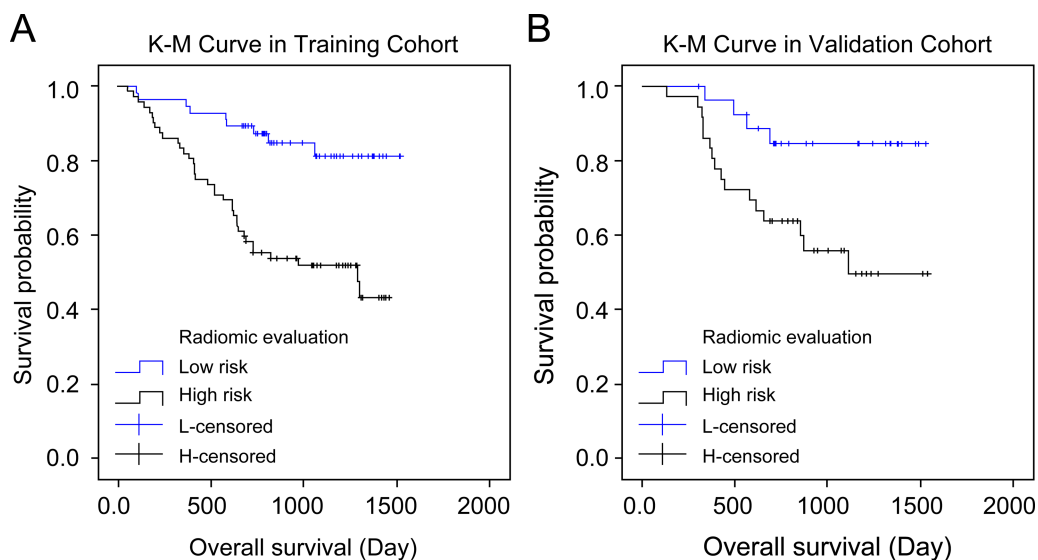 A
K-M Curve in Training Cohort
Survival probability
1.0
0.8
0.6
0.4
0.2
0.0
Radiomic evaluation
Low risk
High risk
L-censored
H-censored
0.0 500 1000 1500 2000
Overall survival (Day)
B
K-M Curve in Validation Cohort
Survival probability
1.0
0.8
0.6
0.4
0.2
0.0
Radiomic evaluation
Low risk
High risk
L-censored
H-censored
0.0 500 1000 1500 2000
Overall survival (Day)